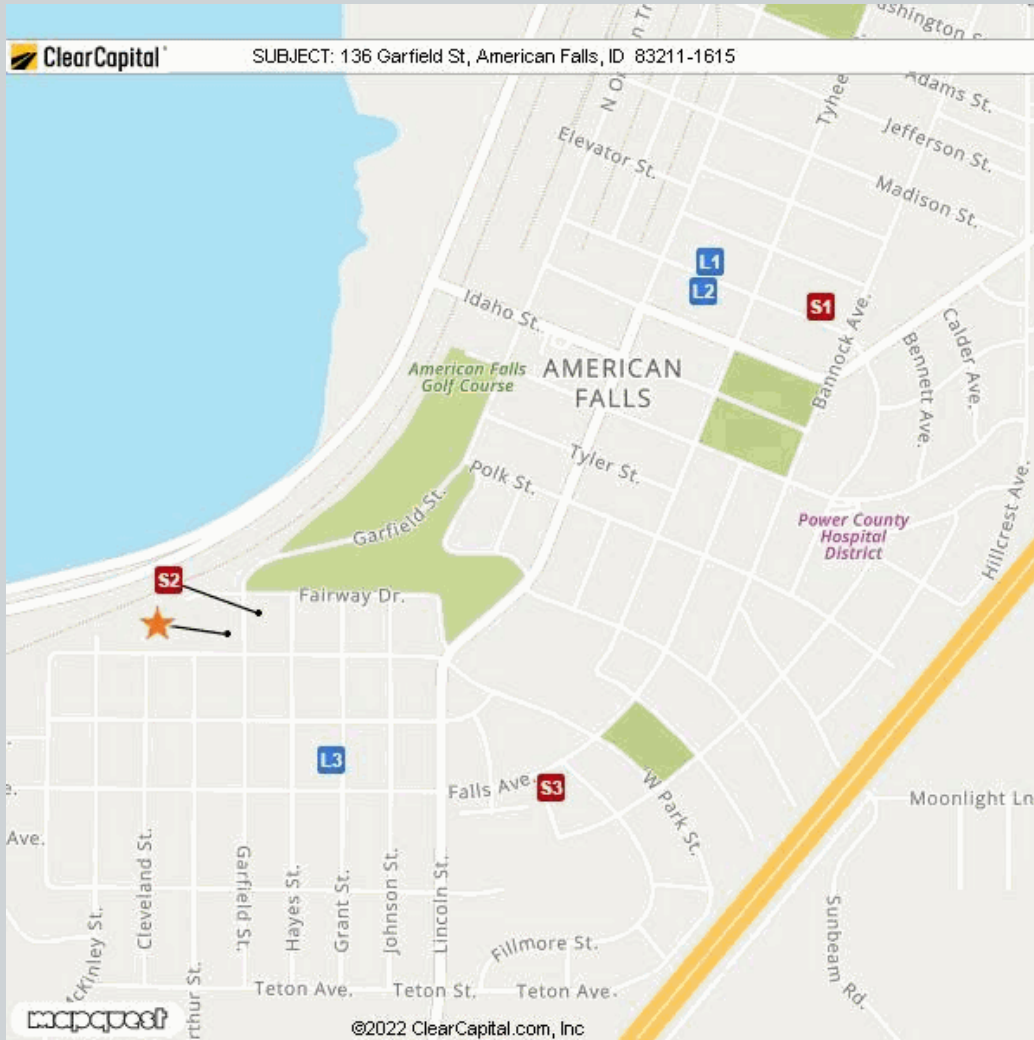 ClearCapital
SUBJECT: 136 Garfield St, American Falls, ID 83211-1615
Adams St.
Tyhee
Jefferson St.
Elevator St.
Madison St.
L1
L2
S1
Idaho St.
Bannock Ave.
Calder Ave.
Bennett Ave.
American Falls
Golf Course
AMERICAN
FALLS
Tyler St.
Polk St.
Hillcrest Ave.
Garfield St.
Power County
Hospital
District
S2
Fairway Dr.
L3
Falls Ave.
S3
W Park St.
Moonlight Ln
Ave.
Cleveland St.
Garfield St.
Hayes St.
Grant St.
Johnson St.
Lincoln St.
Sunbeam Rd.
Fillmore St.
Teton Ave.
Teton St.
Teton Ave.
mapquest
©2022 ClearCapital.com, Inc